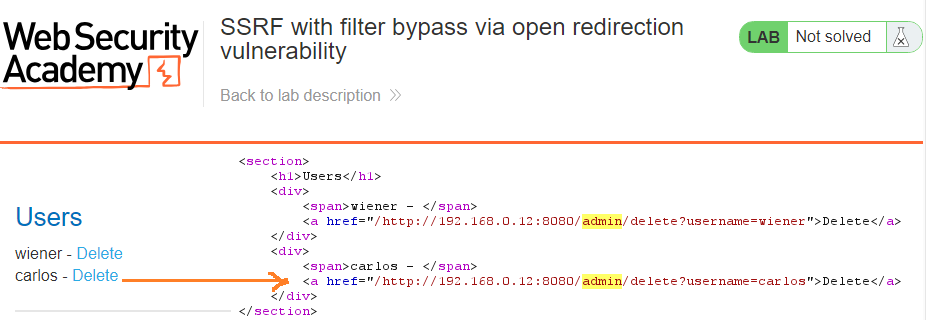 Web Security
Academy
SSRF with filter bypass via open redirection
vulnerability
Back to lab description
LAB Not solved
Users
wiener - Delete
carlos - Delete
<section>
<h1>Users</h1>
<div>
<span>wiener - </span>
<a href="/http://192.168.0.12:8080/admin/delete?username=wiener">Delete</a>
</div>
<div>
<span>carlos - </span>
<a href="/http://192.168.0.12:8080/admin/delete?username=carlos">Delete</a>
</div>
</section>